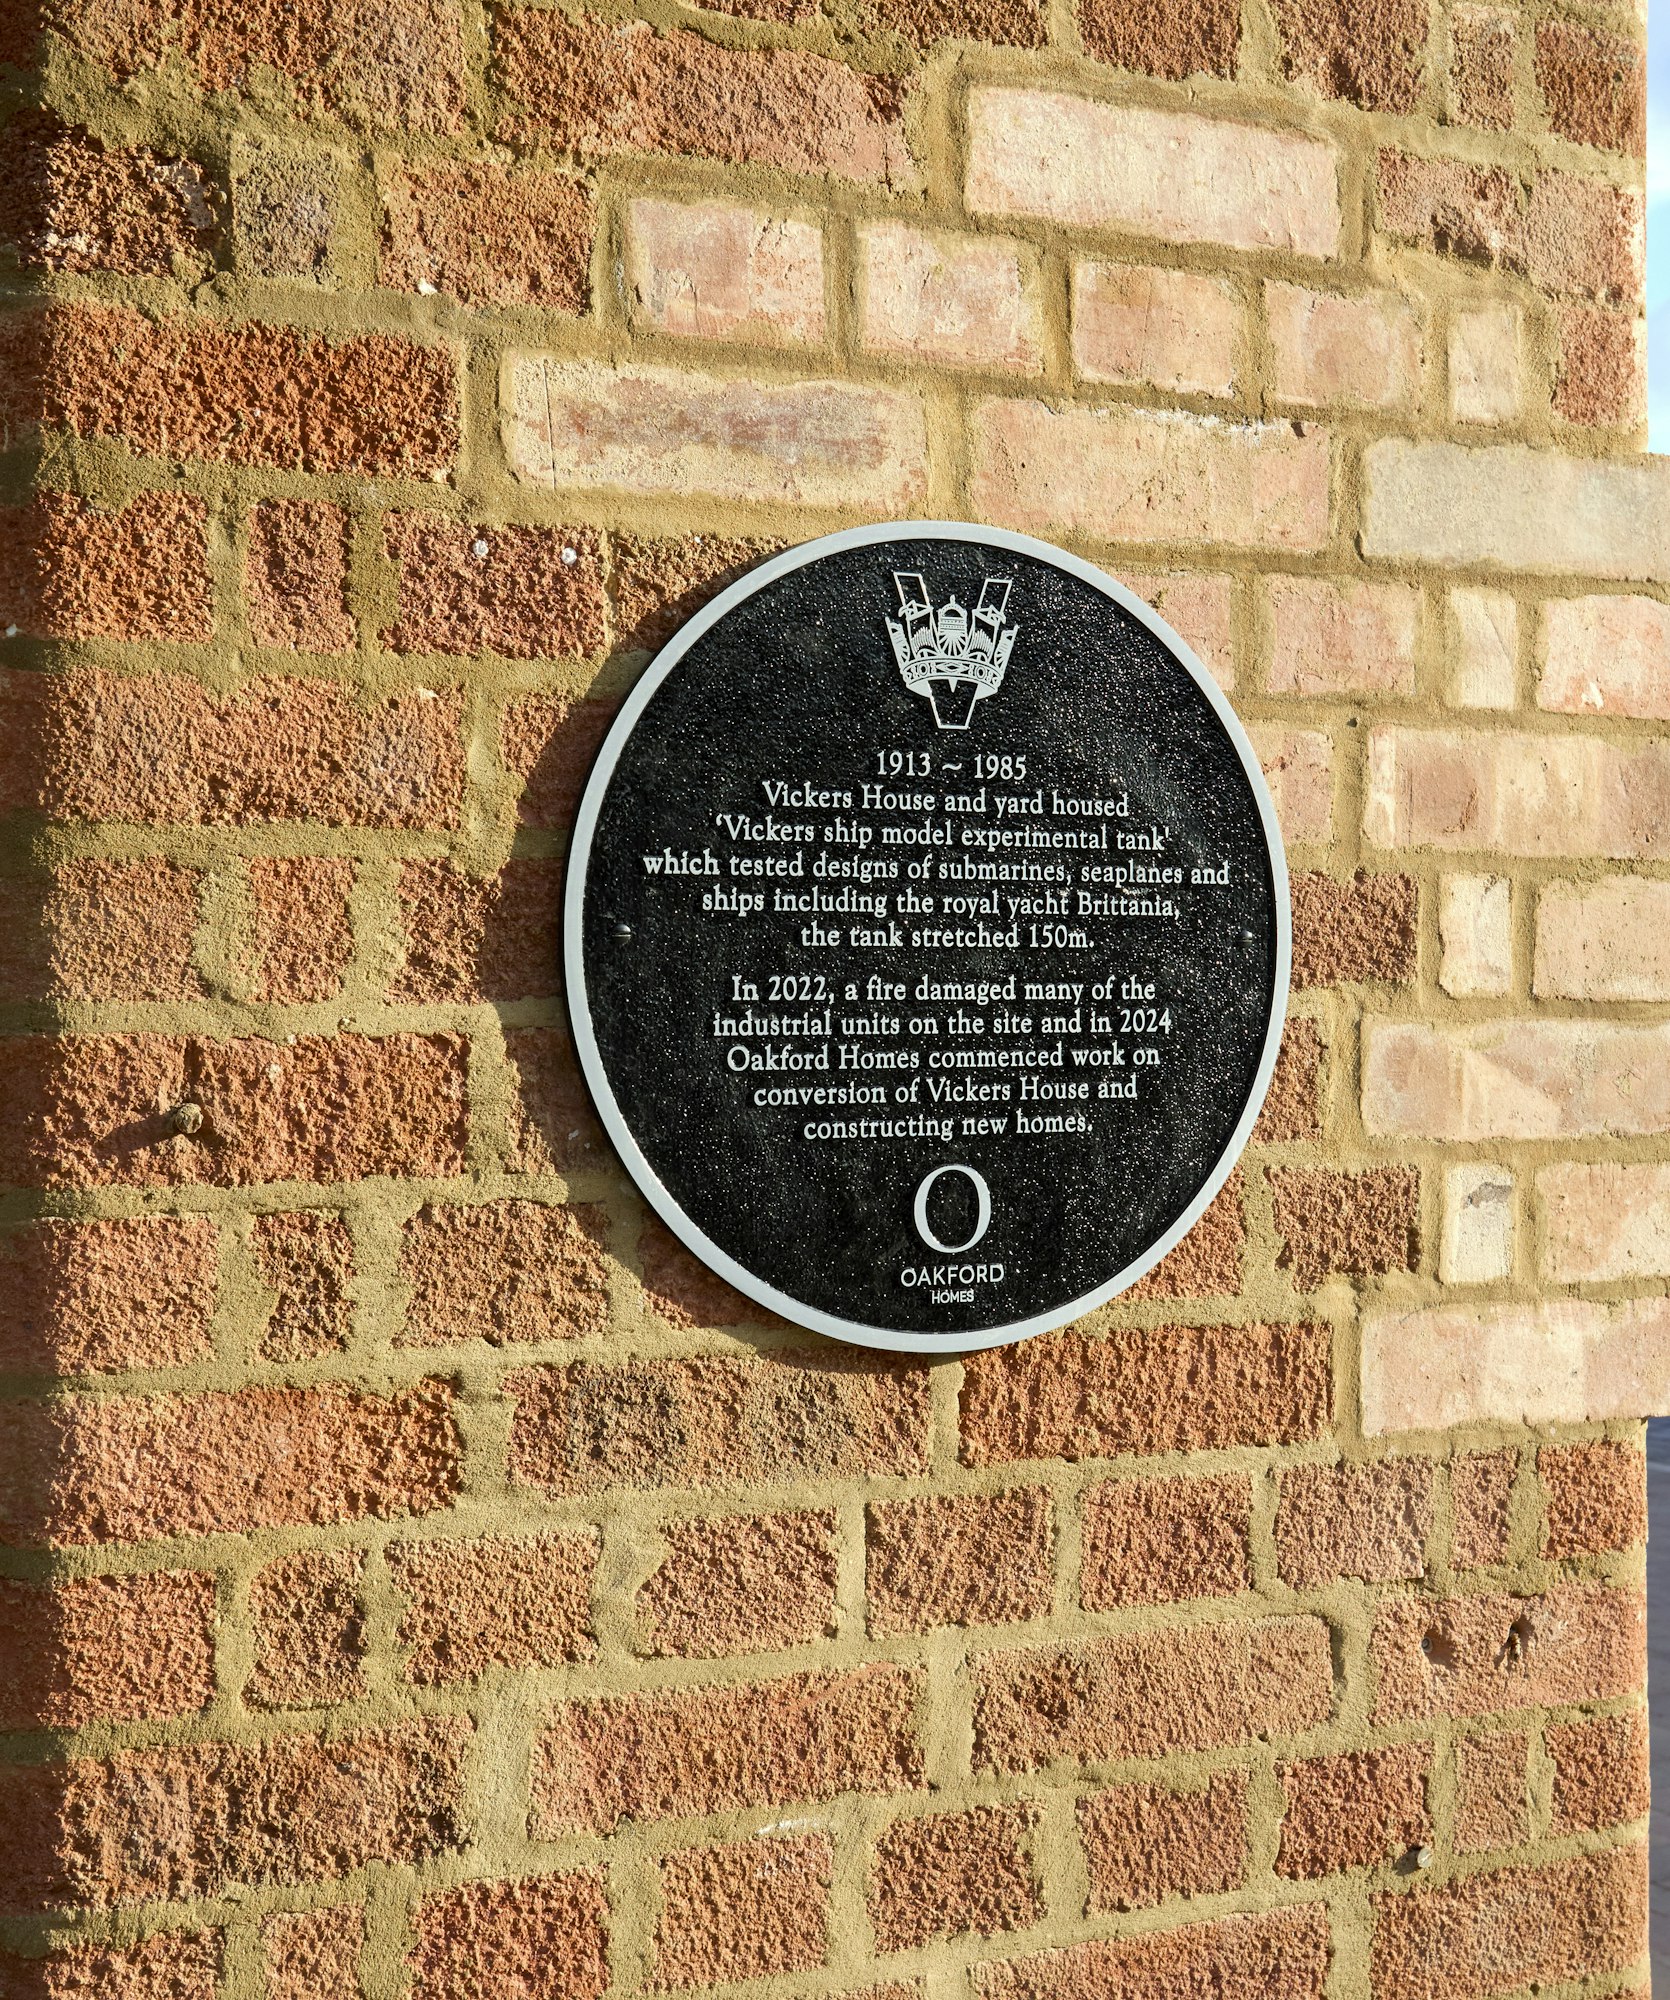 1913 ~ 1985
Vickers House and yard housed
‘Vickers ship model experimental tank'
which tested designs of submarines, seaplanes and
ships including the royal yacht Brittania,
the tank stretched 150m.
In 2022, a fire damaged many of the
industrial units on the site and in 2024
Oakford Homes commenced work on
conversion of Vickers House and
constructing new homes.
O
OAKFORD
HOMES